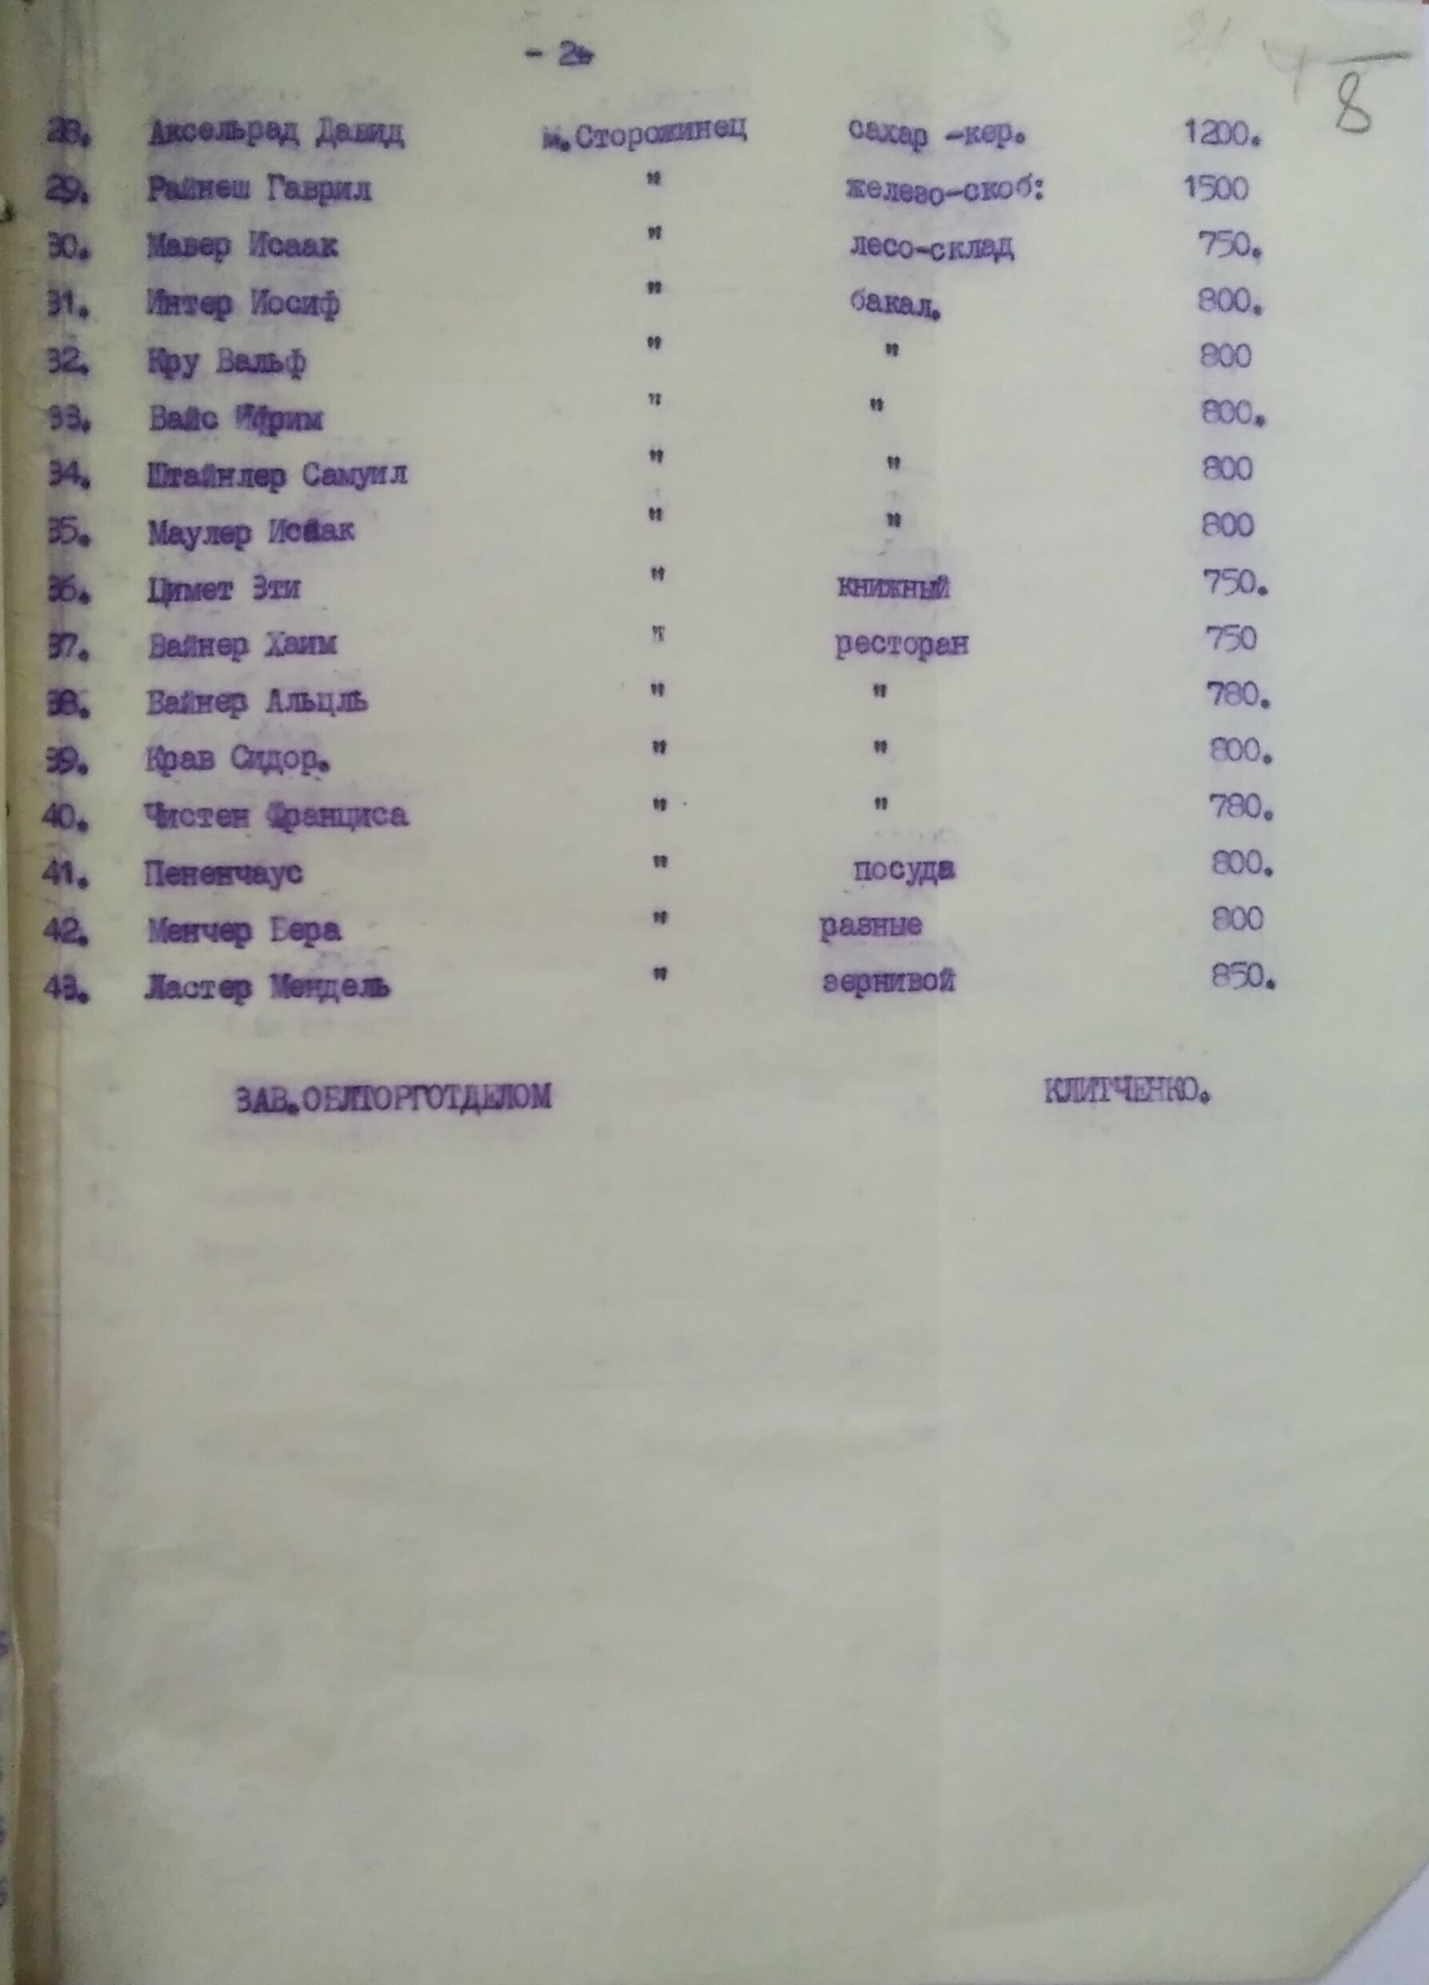 - 2-
8
28. Аксельрад Давид м.Сторожинец сахар -кер. 1200.
29. Райнеш Гаврил " железо-скоб: 1500
30. Мавер Исаак " лесо-склад 750.
31. Интер Иосиф " бакал. 800.
32. Кру Вальф " " 800
33. Вайс Ифрим " " 800.
34. Штайнлер Самуил " " 800
35. Маулер Исаак " " 800
36. Цимет Эти " книжный 750.
37. Вайнер Хаим " ресторан 750
38. Вайнер Альцль " " 780.
39. Крав Сидор. " " 800.
40. Чистен Франциса " " 780.
41. Пененчаус " посуда 800.
42. Менчер Бера " разные 800
43. Ластер Мендель " зернивой 850.
ЗАВ.ОБЛТОРГОТДЕЛОМ КЛИТЧЕНКО.